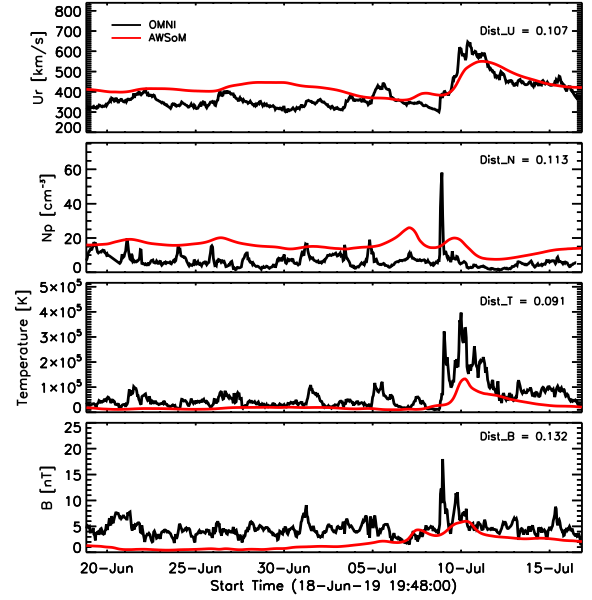 OMNI
AWSoM
Dist_U = 0.107
Ur [km/s]
800
700
600
500
400
300
200
Dist_N = 0.113
Np [cm⁻³]
60
40
20
0
Dist_T = 0.091
Temperature [K]
5×10⁵
4×10⁵
3×10⁵
2×10⁵
1×10⁵
0
Dist_B = 0.132
B [nT]
25
20
15
10
5
0
20-Jun 25-Jun 30-Jun 05-Jul 10-Jul 15-Jul
Start Time (18-Jun-19 19:48:00)